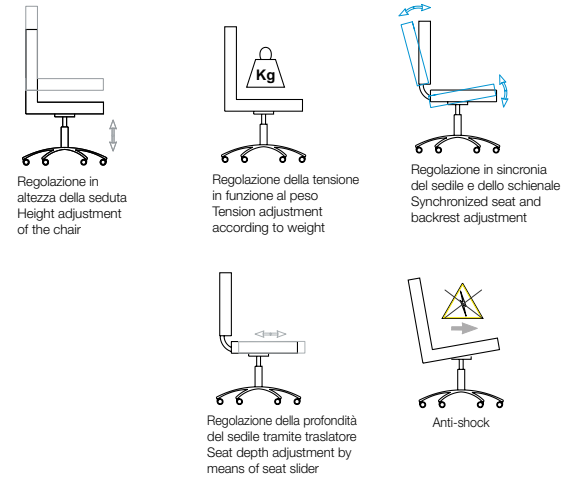 Kg
Regolazione in
altezza della seduta
Height adjustment
of the chair
Regolazione della tensione
in funzione al peso
Tension adjustment
according to weight
Regolazione in sincronia
del sedile e dello schienale
Synchronized seat and
backrest adjustment
Regolazione della profondità
del sedile tramite traslatore
Seat depth adjustment by
means of seat slider
Anti-shock